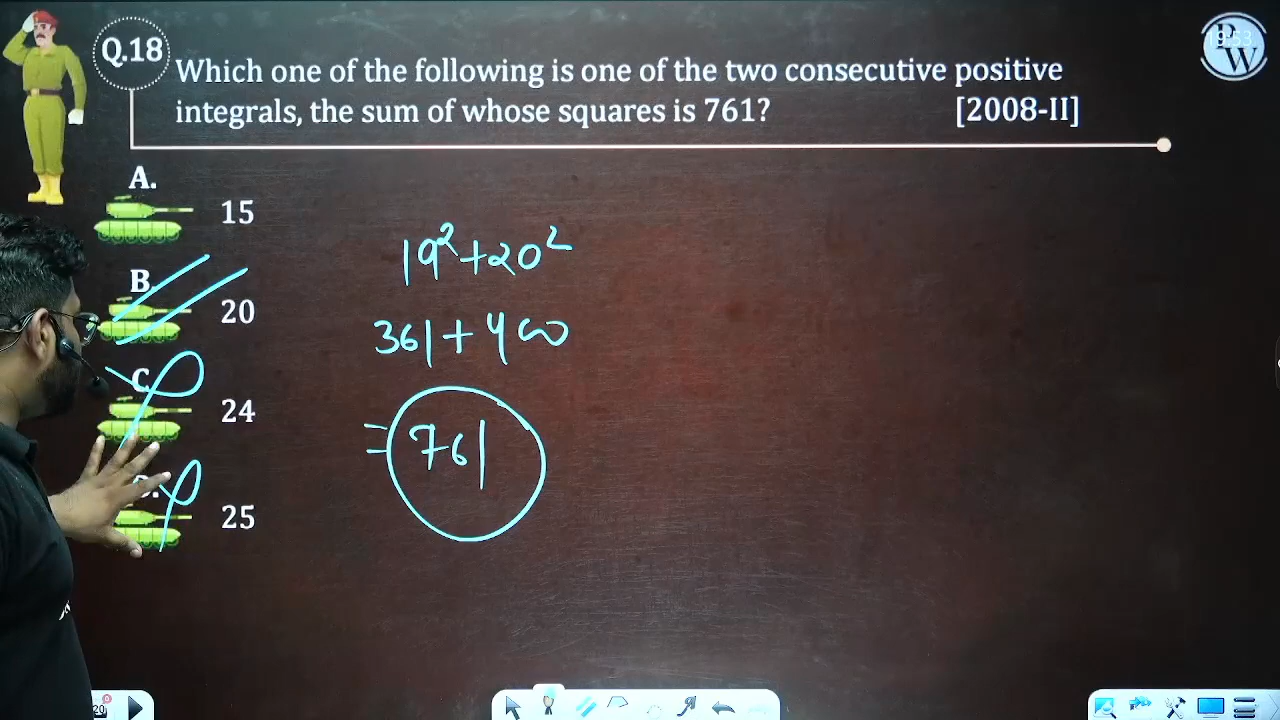 Q.18
Which one of the following is one of the two consecutive positive
integrals, the sum of whose squares is 761? [2008-II]
A.
15
B.
20
C.
24
25
19² + 20²
361 + 400
= 761
PW